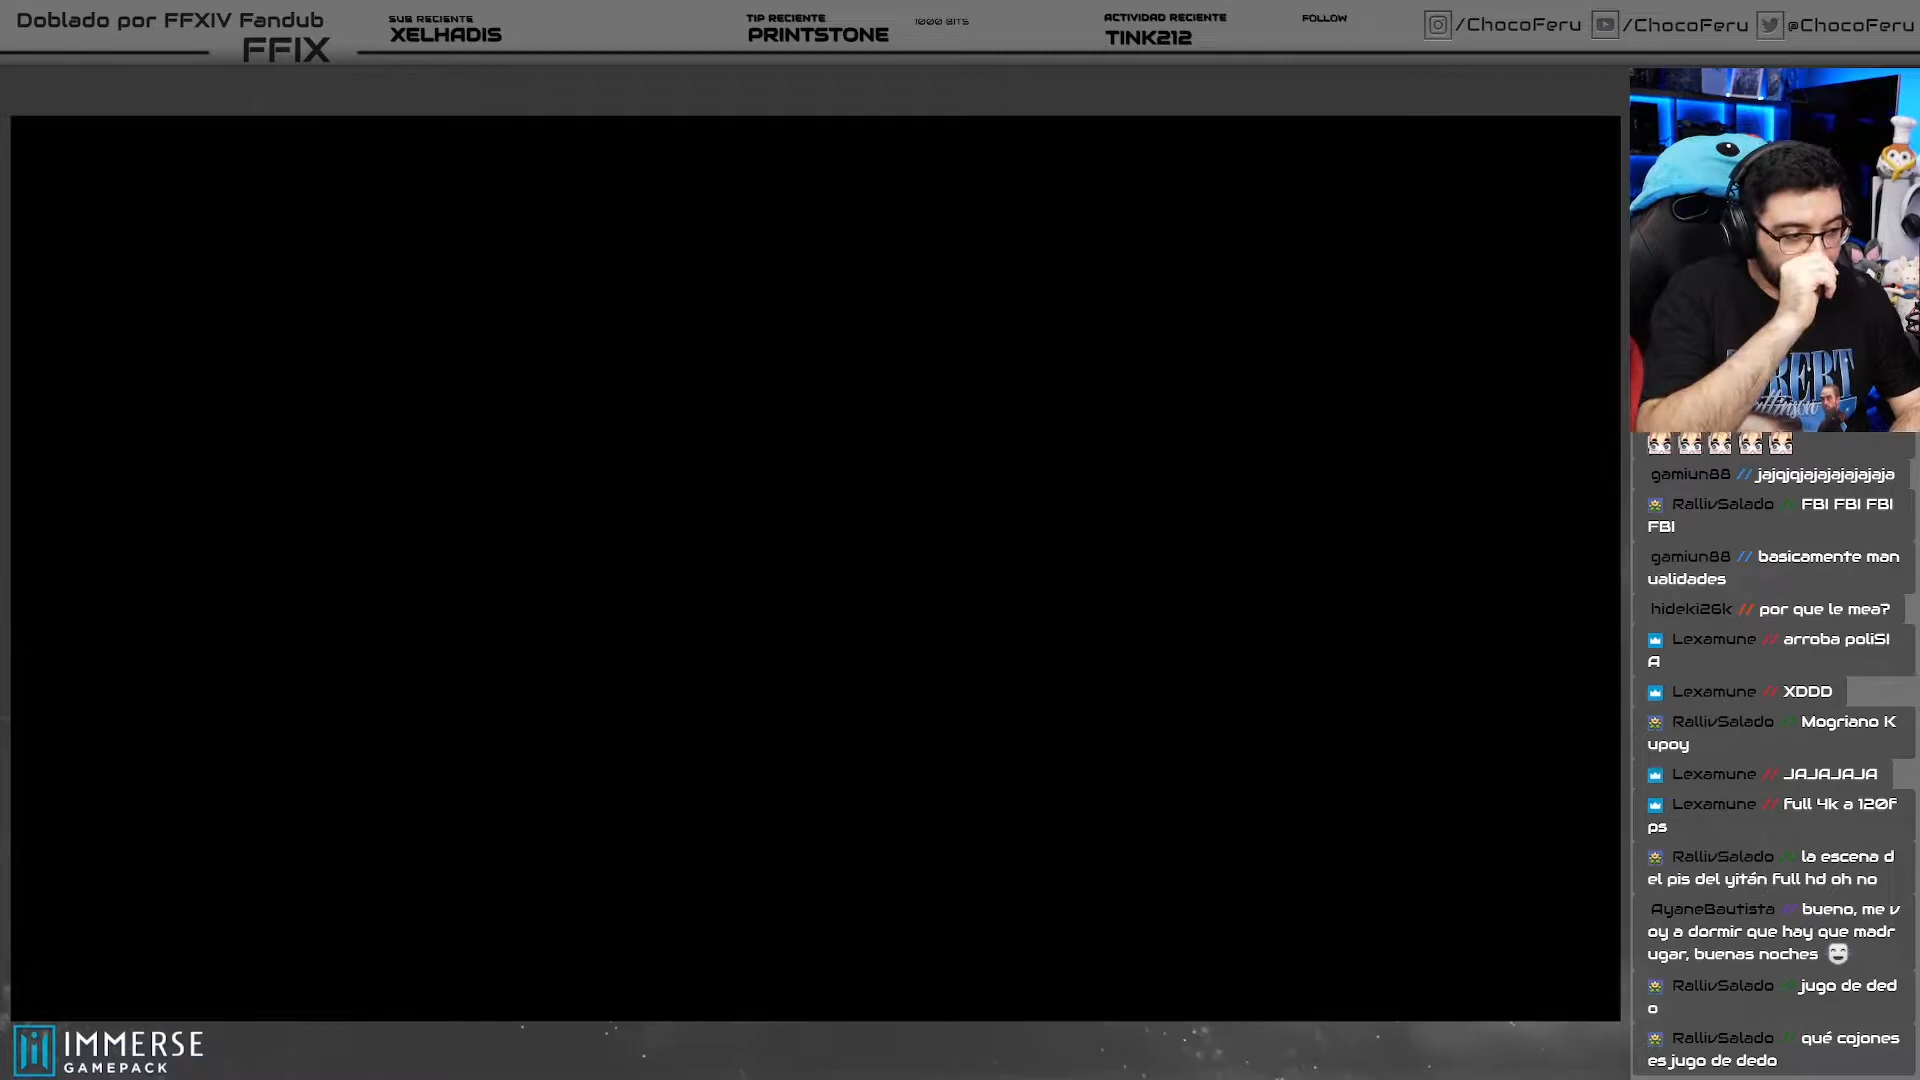 Doblado por FFXIV Fandub
FFIX
SUB RECIENTE
XELHADIS
TIP RECIENTE
PRINTSTONE
1000 BITS
ACTIVIDAD RECIENTE
TINK212
FOLLOW
/ChocoFeru
/ChocoFeru
@ChocoFeru
gamiun88 // jajqjqjajajajajajaja
RallivSalado // FBI FBI FBI
FBI
gamiun88 // basicamente man
ualidades
hideki26k // por que le mea?
Lexamune // arroba poliSI
A
Lexamune // XDDD
RallivSalado // Mogriano K
upoy
Lexamune // JAJAJAJA
Lexamune // full 4k a 120f
ps
RallivSalado // la escena d
el pis del yitán full hd oh no
AyaneBautista // bueno, me v
oy a dormir que hay que madr
ugar, buenas noches
RallivSalado // jugo de ded
o
RallivSalado // qué cojones
es jugo de dedo
IMMERSE
GAMEPACK